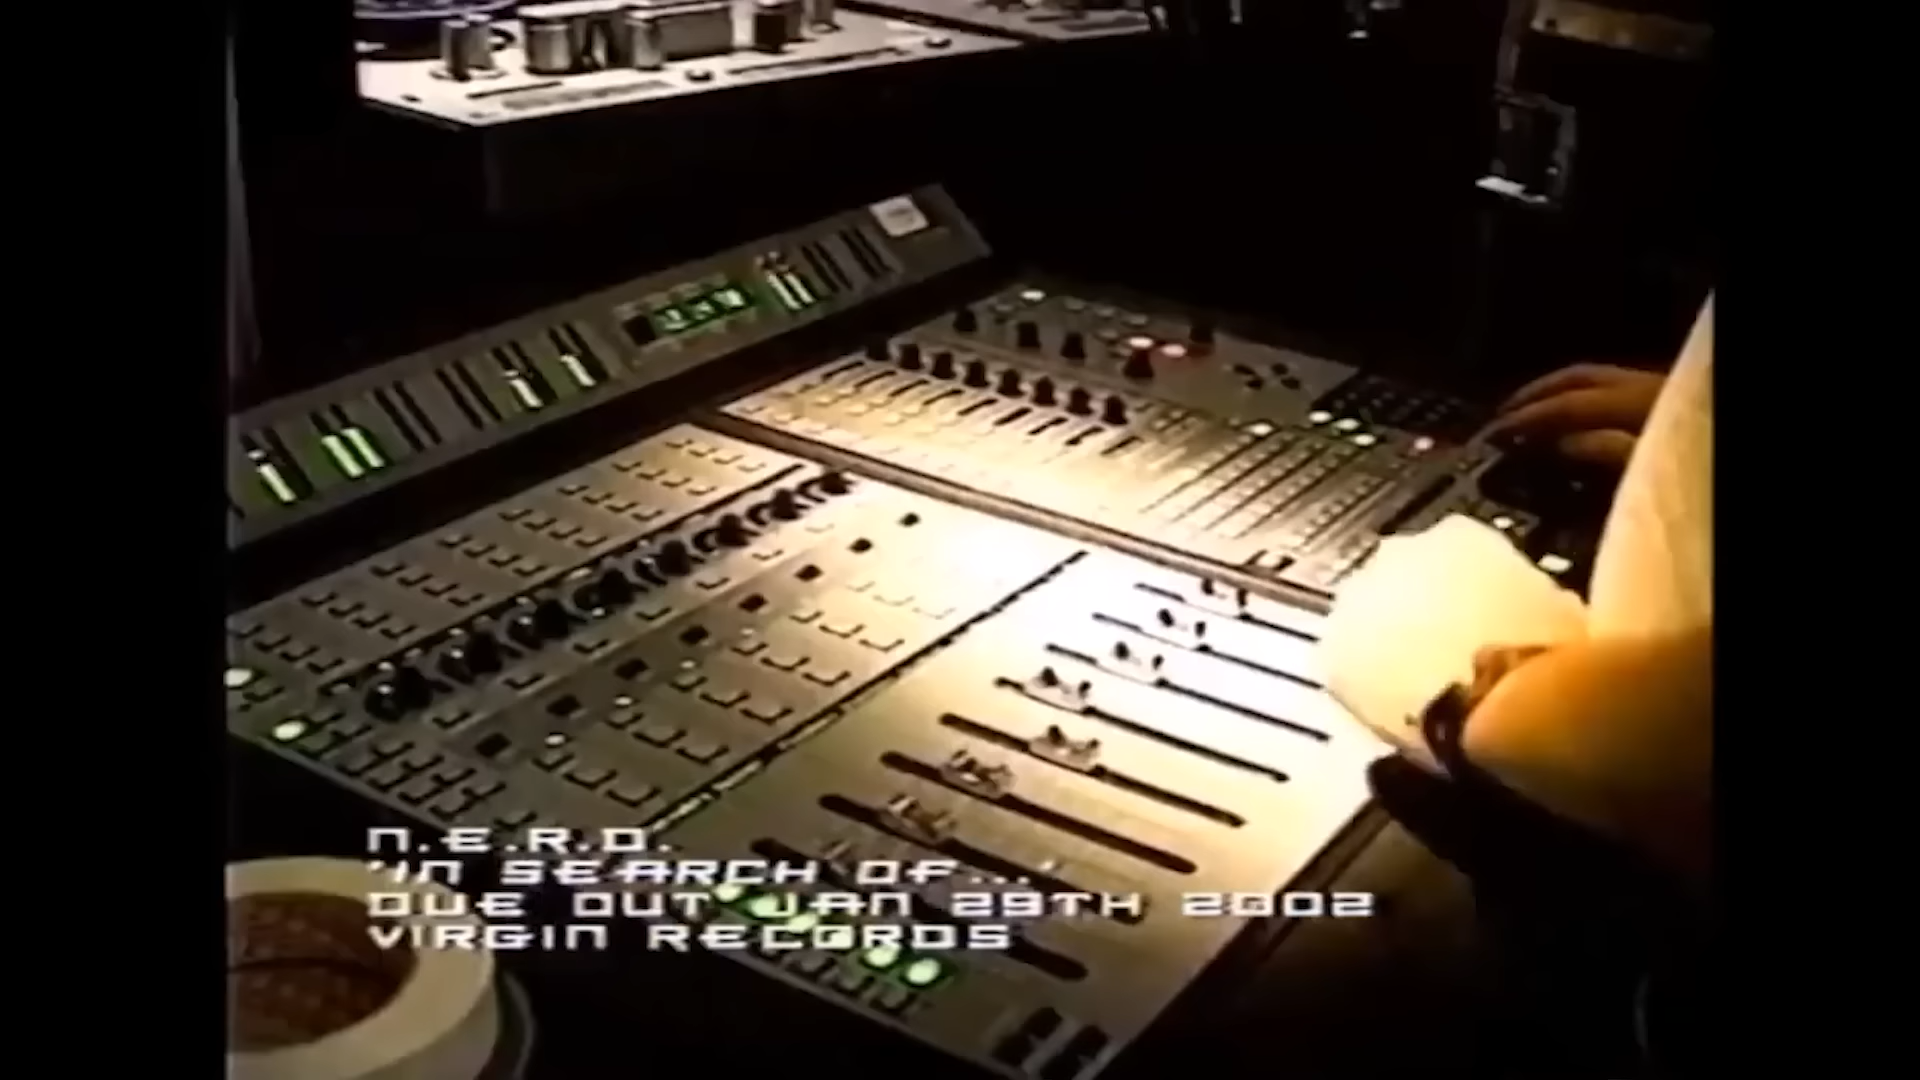 N.E.R.D.
'IN SEARCH OF...'
DUE OUT JAN 29TH 2002
VIRGIN RECORDS